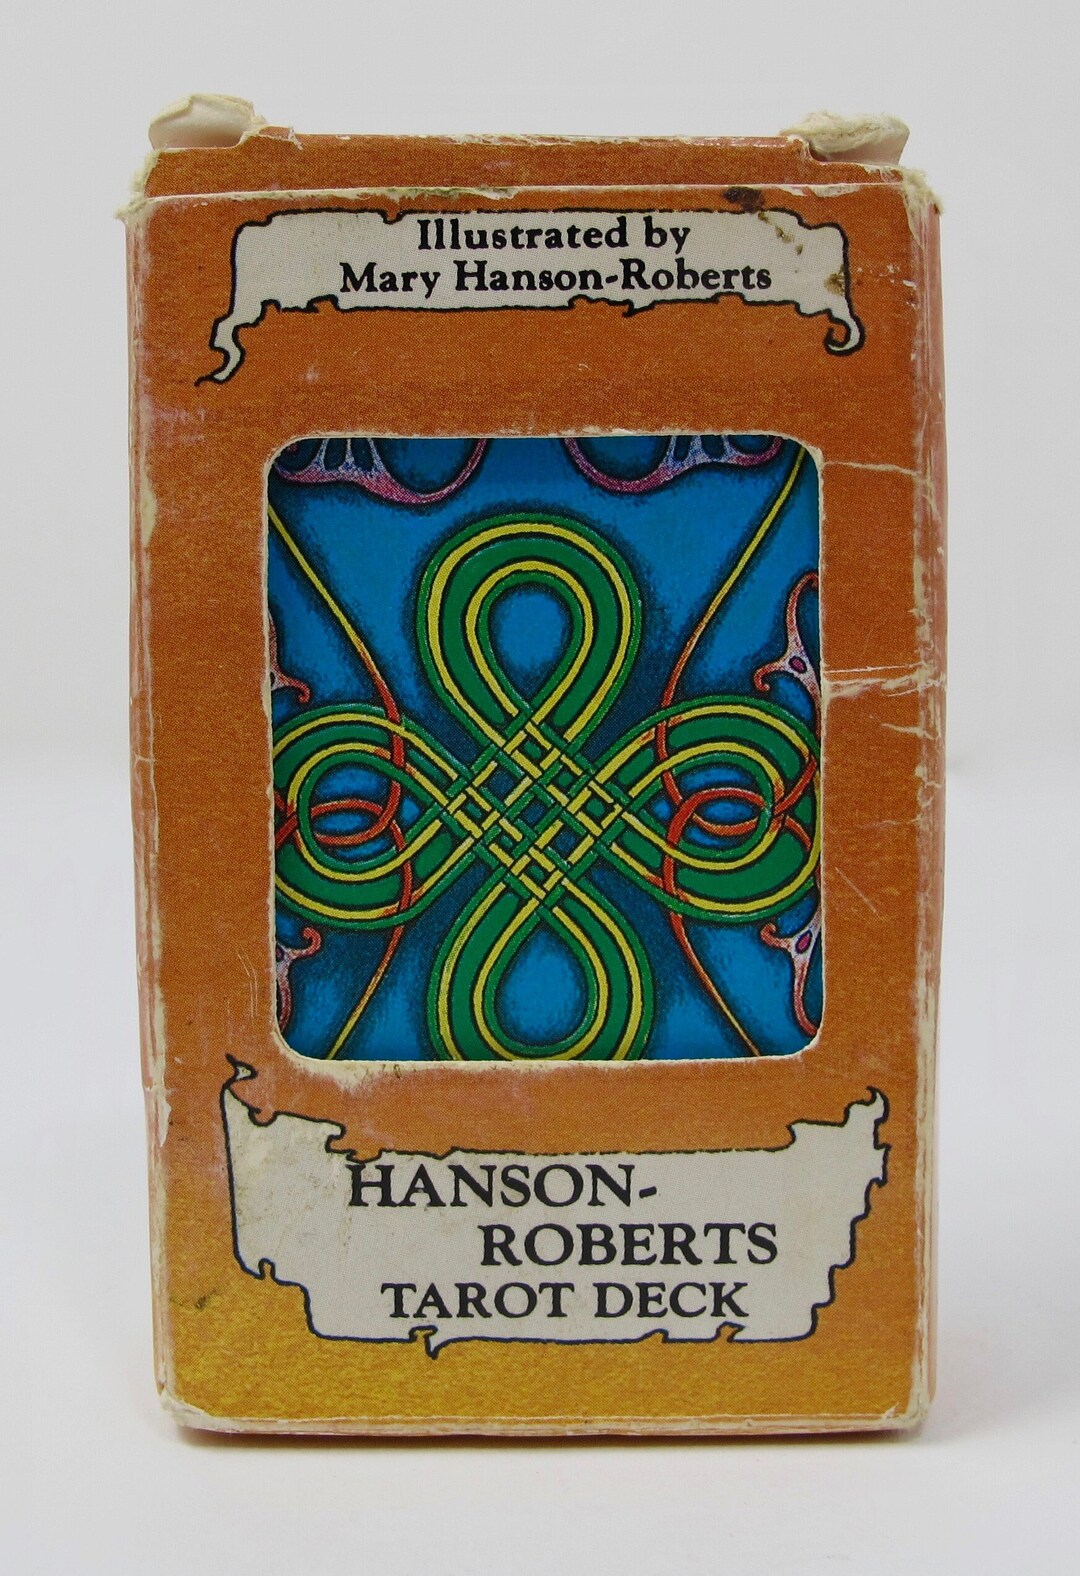 Illustrated by
Mary Hanson-Roberts
HANSON-
ROBERTS
TAROT DECK